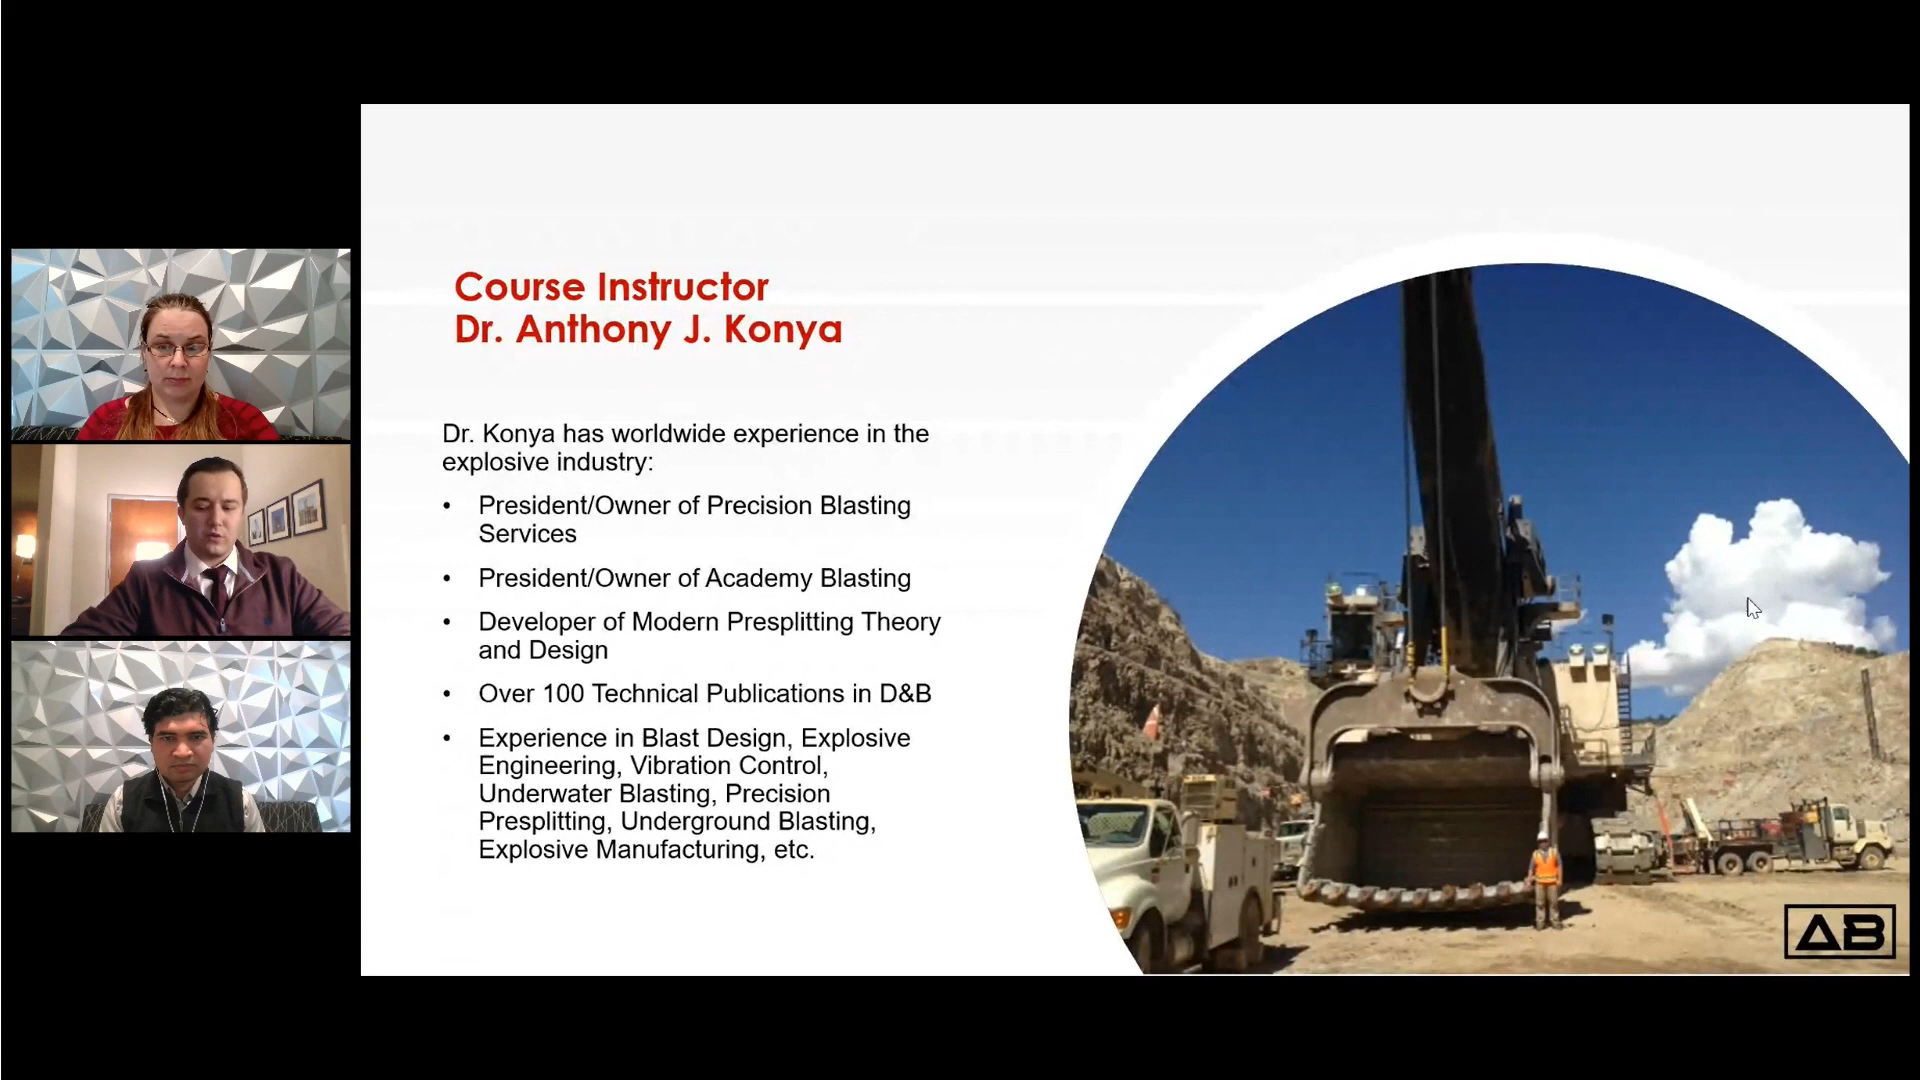 Course Instructor
Dr. Anthony J. Konya
Dr. Konya has worldwide experience in the
explosive industry:
• President/Owner of Precision Blasting
Services
• President/Owner of Academy Blasting
• Developer of Modern Presplitting Theory
and Design
• Over 100 Technical Publications in D&B
• Experience in Blast Design, Explosive
Engineering, Vibration Control,
Underwater Blasting, Precision
Presplitting, Underground Blasting,
Explosive Manufacturing, etc.
AB